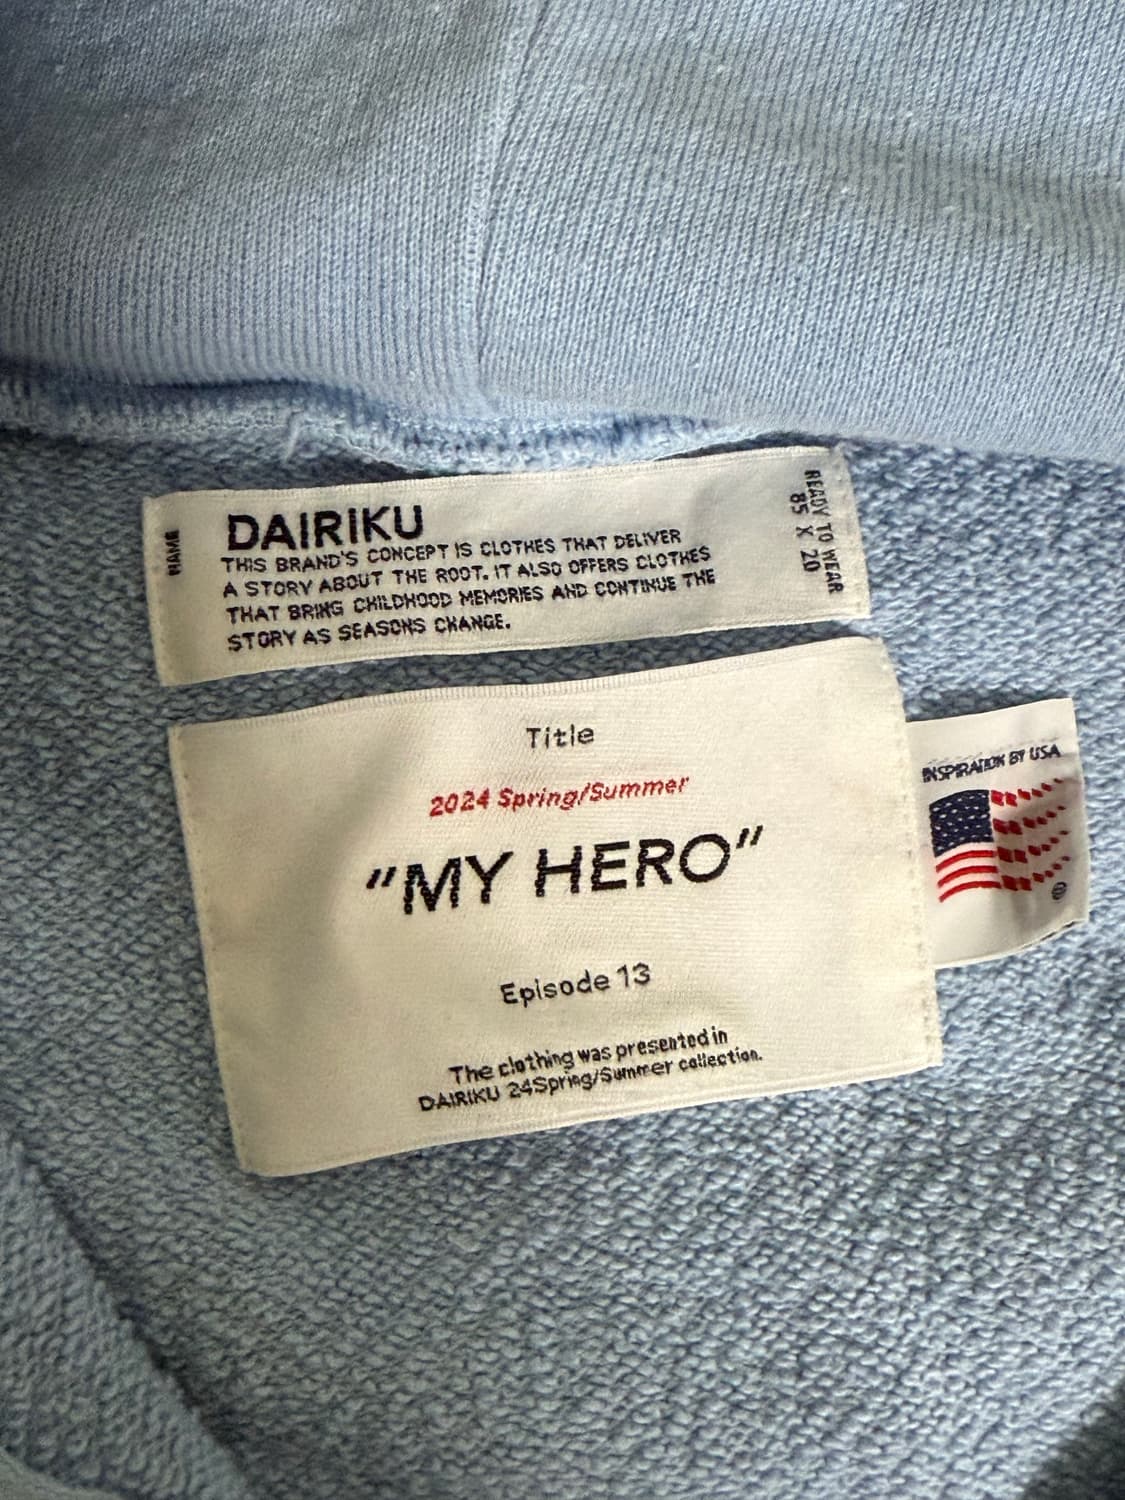 NAME
DAIRIKU
THIS BRAND'S CONCEPT IS CLOTHES THAT DELIVER
A STORY ABOUT THE ROOT. IT ALSO OFFERS CLOTHES
THAT BRING CHILDHOOD MEMORIES AND CONTINUE THE
STORY AS SEASONS CHANGE.
READY TO WEAR
85 X 20
Title
2024 Spring/Summer
"MY HERO"
Episode 13
The clothing was presented in
DAIRIKU 24Spring/Summer collection.
INSPIRATION BY USA